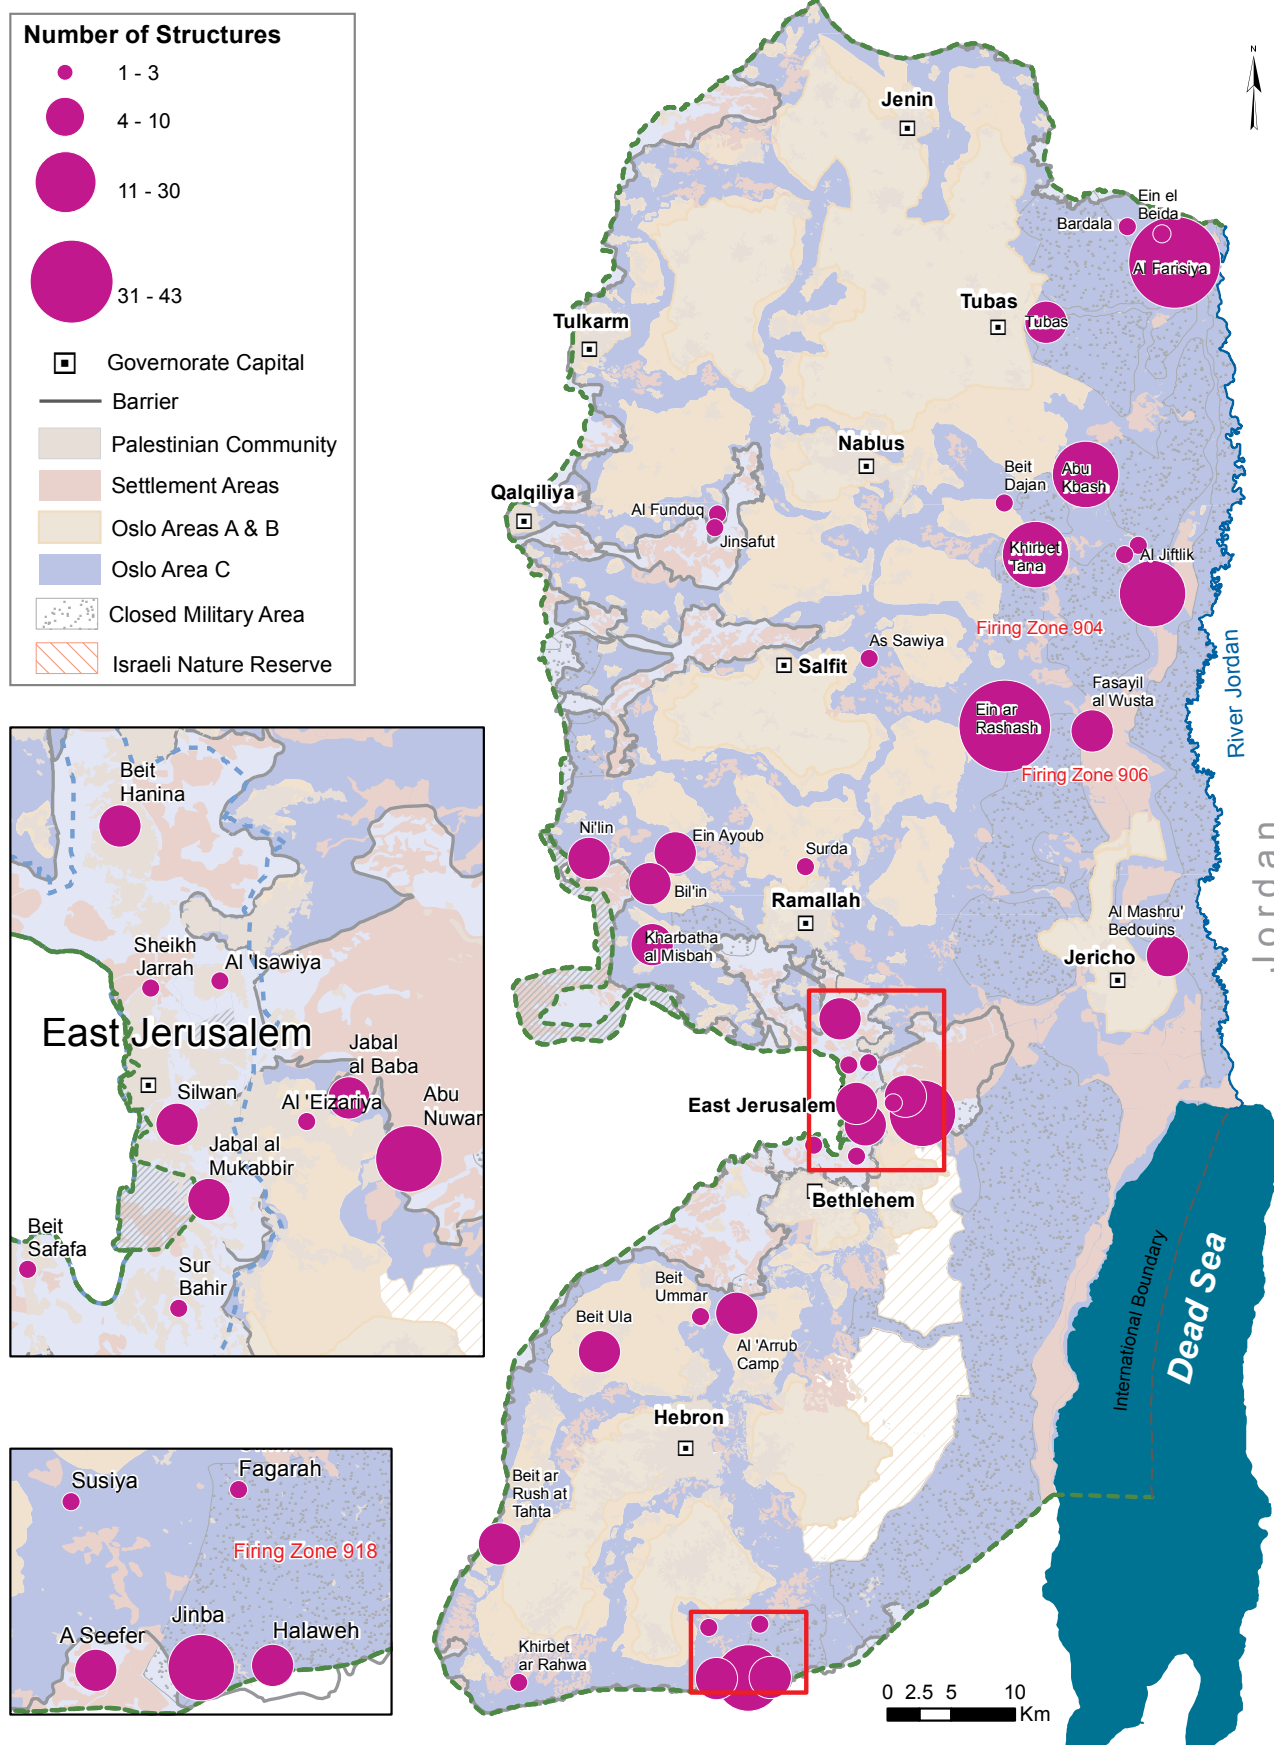 Number of Structures
1 - 3
4 - 10
11 - 30
31 - 43
Governorate Capital
Barrier
Palestinian Community
Settlement Areas
Oslo Areas A & B
Oslo Area C
Closed Military Area
Israeli Nature Reserve
N
Jenin
Ein el
Beida
Bardala
Al Farisiya
Tubas
Tubas
Tulkarm
Nablus
Beit
Dajan
Abu
Kbash
Qalqiliya
Al Funduq
Jinsafut
Khirbet
Tana
Al Jiftlik
Firing Zone 904
As Sawiya
Salfit
Fasayil
al Wusta
Ein ar
Rashash
Firing Zone 906
River Jordan
Jordan
Ni'lin
Ein Ayoub
Bil'in
Surda
Ramallah
Kharbatha
al Misbah
Al Mashru'
Bedouins
Jericho
East Jerusalem
Bethlehem
Beit
Ummar
Beit Ula
Al 'Arrub
Camp
Hebron
Beit ar
Rush at
Tahta
Khirbet
ar Rahwa
International Boundary
Dead Sea
0 2.5 5 10
Km
Beit
Hanina
Sheikh
Jarrah
Al 'Isawiya
East Jerusalem
Jabal
al Baba
Silwan
Al 'Eizariya
Abu
Nuwar
Jabal al
Mukabbir
Beit
Safafa
Sur
Bahir
Susiya
Fagarah
Firing Zone 918
Jinba
A Seefer
Halaweh